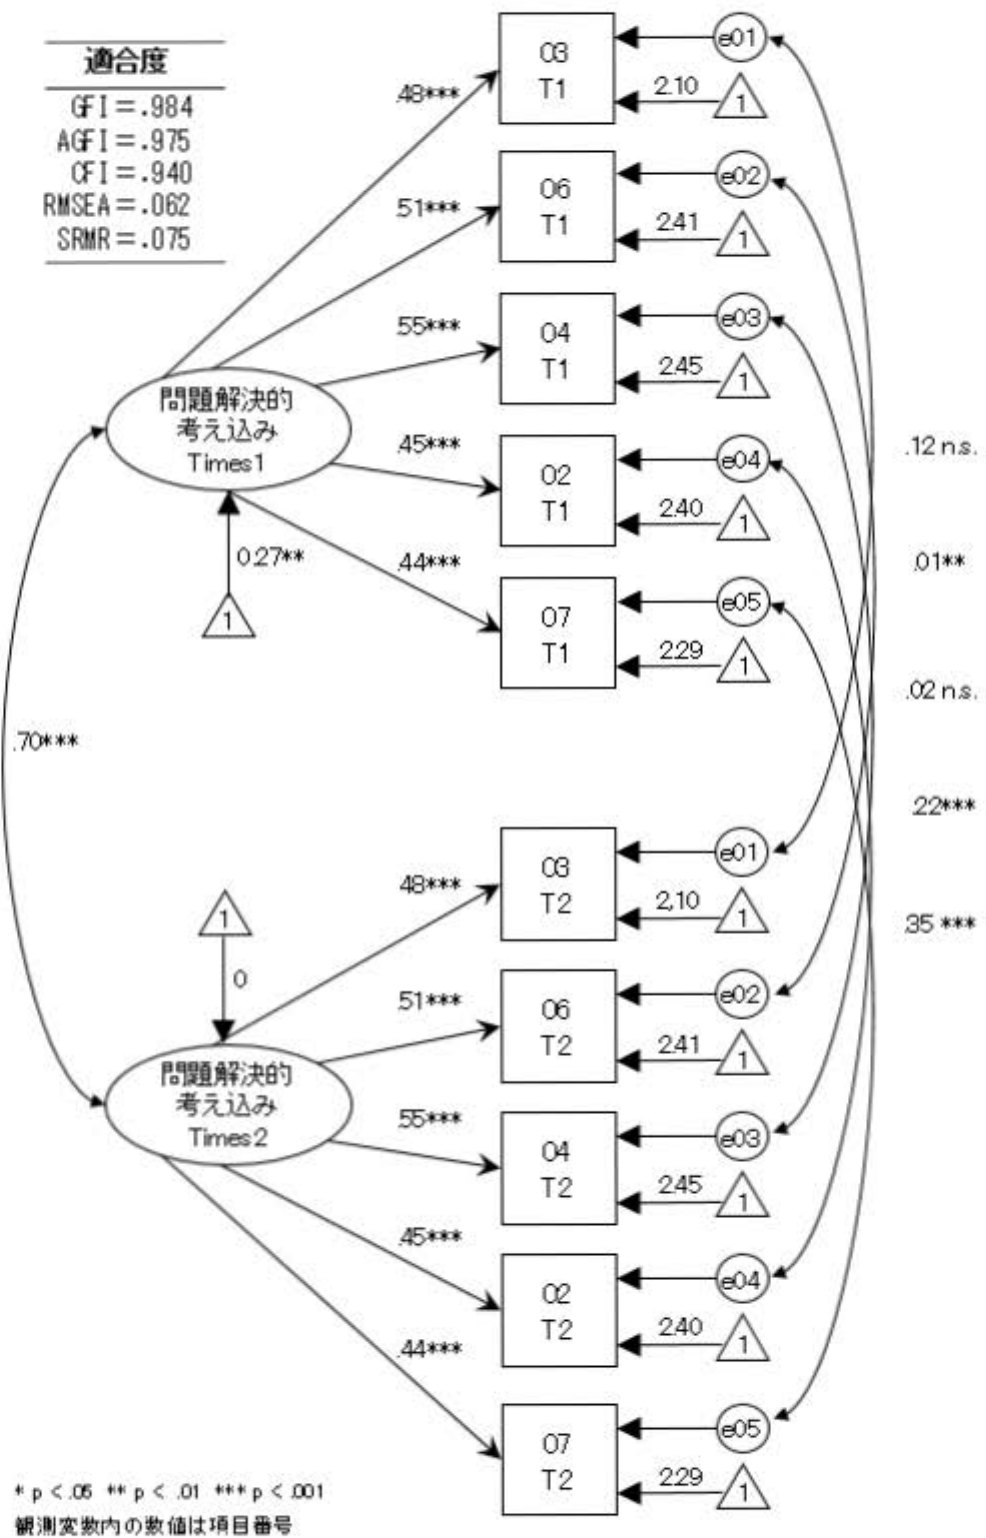 適合度
GFI=.984
AGFI=.975
CFI=.940
RMSEA=.062
SRMR=.075
.48***
03
T1
e01
2.10
1
.51***
06
T1
e02
2.41
1
.55***
04
T1
e03
2.45
1
.45***
02
T1
e04
2.40
1
.44***
07
T1
e05
2.29
1
問題解決的
考え込み
Times1
0.27**
1
.12 n.s.
.01**
.02 n.s.
.22***
.35 ***
.70***
1
0
問題解決的
考え込み
Times2
.48***
03
T2
e01
2,10
1
.51***
06
T2
e02
2.41
1
.55***
04
T2
e03
2.45
1
.45***
02
T2
e04
2.40
1
.44***
07
T2
e05
2.29
1
* p < .05 ** p < .01 *** p < .001
観測変数内の数値は項目番号